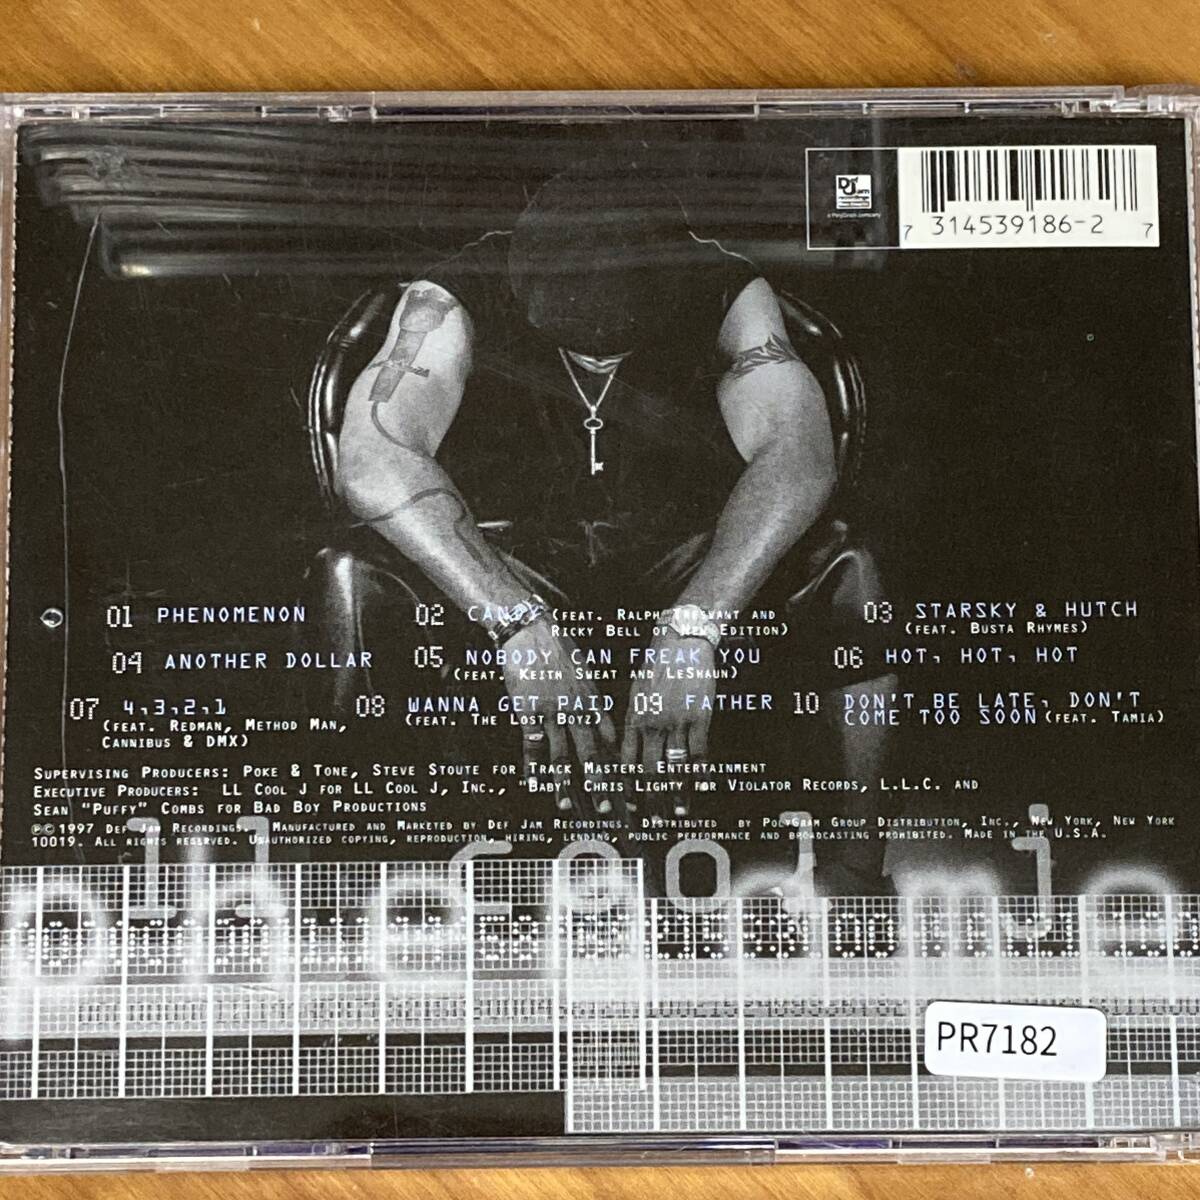 Def Jam
recordings
a PolyGram company
7 314539186-2 7
01 PHENOMENON
02 CANDY (FEAT. RALPH TRESVANT AND
RICKY BELL OF NEW EDITION)
03 STARSKY & HUTCH
(FEAT. BUSTA RHYMES)
04 ANOTHER DOLLAR
05 NOBODY CAN FREAK YOU
(FEAT. KEITH SWEAT AND LESHAUN)
06 HOT, HOT, HOT
07 4,3,2,1
(FEAT. REDMAN, METHOD MAN,
CANNIBUS & DMX)
08 WANNA GET PAID
(FEAT. THE LOST BOYZ)
09 FATHER
10 DON'T BE LATE, DON'T
COME TOO SOON (FEAT. TAMIA)
SUPERVISING PRODUCERS: POKE & TONE, STEVE STOUTE FOR TRACK MASTERS ENTERTAINMENT
EXECUTIVE PRODUCERS: LL COOL J FOR LL COOL J, INC., "BABY" CHRIS LIGHTY FOR VIOLATOR RECORDS, L.L.C. AND
SEAN "PUFFY" COMBS FOR BAD BOY PRODUCTIONS
℗© 1997 DEF JAM RECORDINGS. MANUFACTURED AND MARKETED BY DEF JAM RECORDINGS. DISTRIBUTED BY POLYGRAM GROUP DISTRIBUTION, INC., NEW YORK, NEW YORK
10019. ALL RIGHTS RESERVED. UNAUTHORIZED COPYING, REPRODUCTION, HIRING, LENDING, PUBLIC PERFORMANCE AND BROADCASTING PROHIBITED. MADE IN THE U.S.A.
ll cool j
PR7182